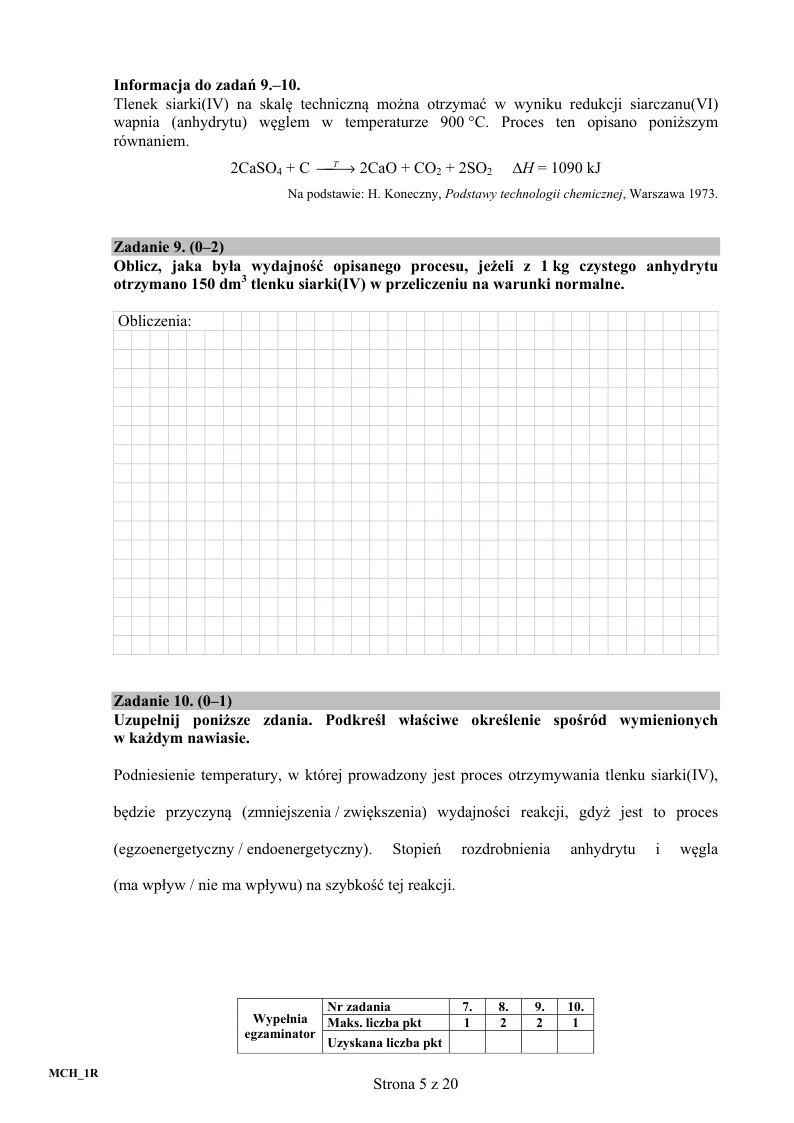 Informacja do zadań 9.–10.
Tlenek siarki(IV) na skalę techniczną można otrzymać w wyniku redukcji siarczanu(VI)
wapnia (anhydrytu) węglem w temperaturze 900 °C. Proces ten opisano poniższym
równaniem.
2CaSO₄ + C —T→ 2CaO + CO₂ + 2SO₂ ΔH = 1090 kJ
Na podstawie: H. Koneczny, Podstawy technologii chemicznej, Warszawa 1973.
Zadanie 9. (0–2)
Oblicz, jaka była wydajność opisanego procesu, jeżeli z 1 kg czystego anhydrytu
otrzymano 150 dm³ tlenku siarki(IV) w przeliczeniu na warunki normalne.
Obliczenia:
Zadanie 10. (0–1)
Uzupełnij poniższe zdania. Podkreśl właściwe określenie spośród wymienionych
w każdym nawiasie.
Podniesienie temperatury, w której prowadzony jest proces otrzymywania tlenku siarki(IV),
będzie przyczyną (zmniejszenia / zwiększenia) wydajności reakcji, gdyż jest to proces
(egzoenergetyczny / endoenergetyczny). Stopień rozdrobnienia anhydrytu i węgla
(ma wpływ / nie ma wpływu) na szybkość tej reakcji.
Wypełnia egzaminator
Nr zadania 7. 8. 9. 10.
Maks. liczba pkt 1 2 2 1
Uzyskana liczba pkt
MCH_1R
Strona 5 z 20